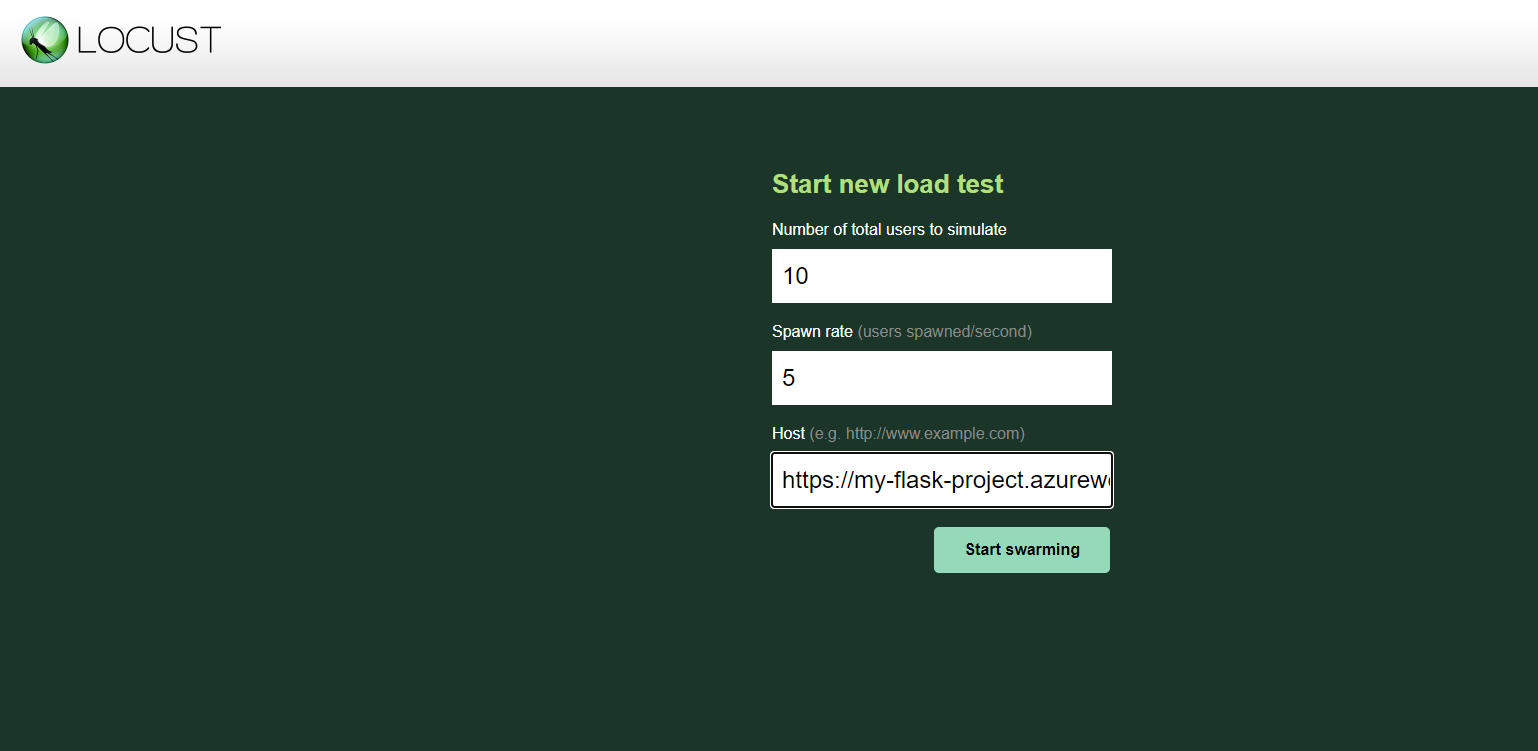 LOCUST
Start new load test
Number of total users to simulate
10
Spawn rate (users spawned/second)
5
Host (e.g. http://www.example.com)
https://my-flask-project.azurew
Start swarming